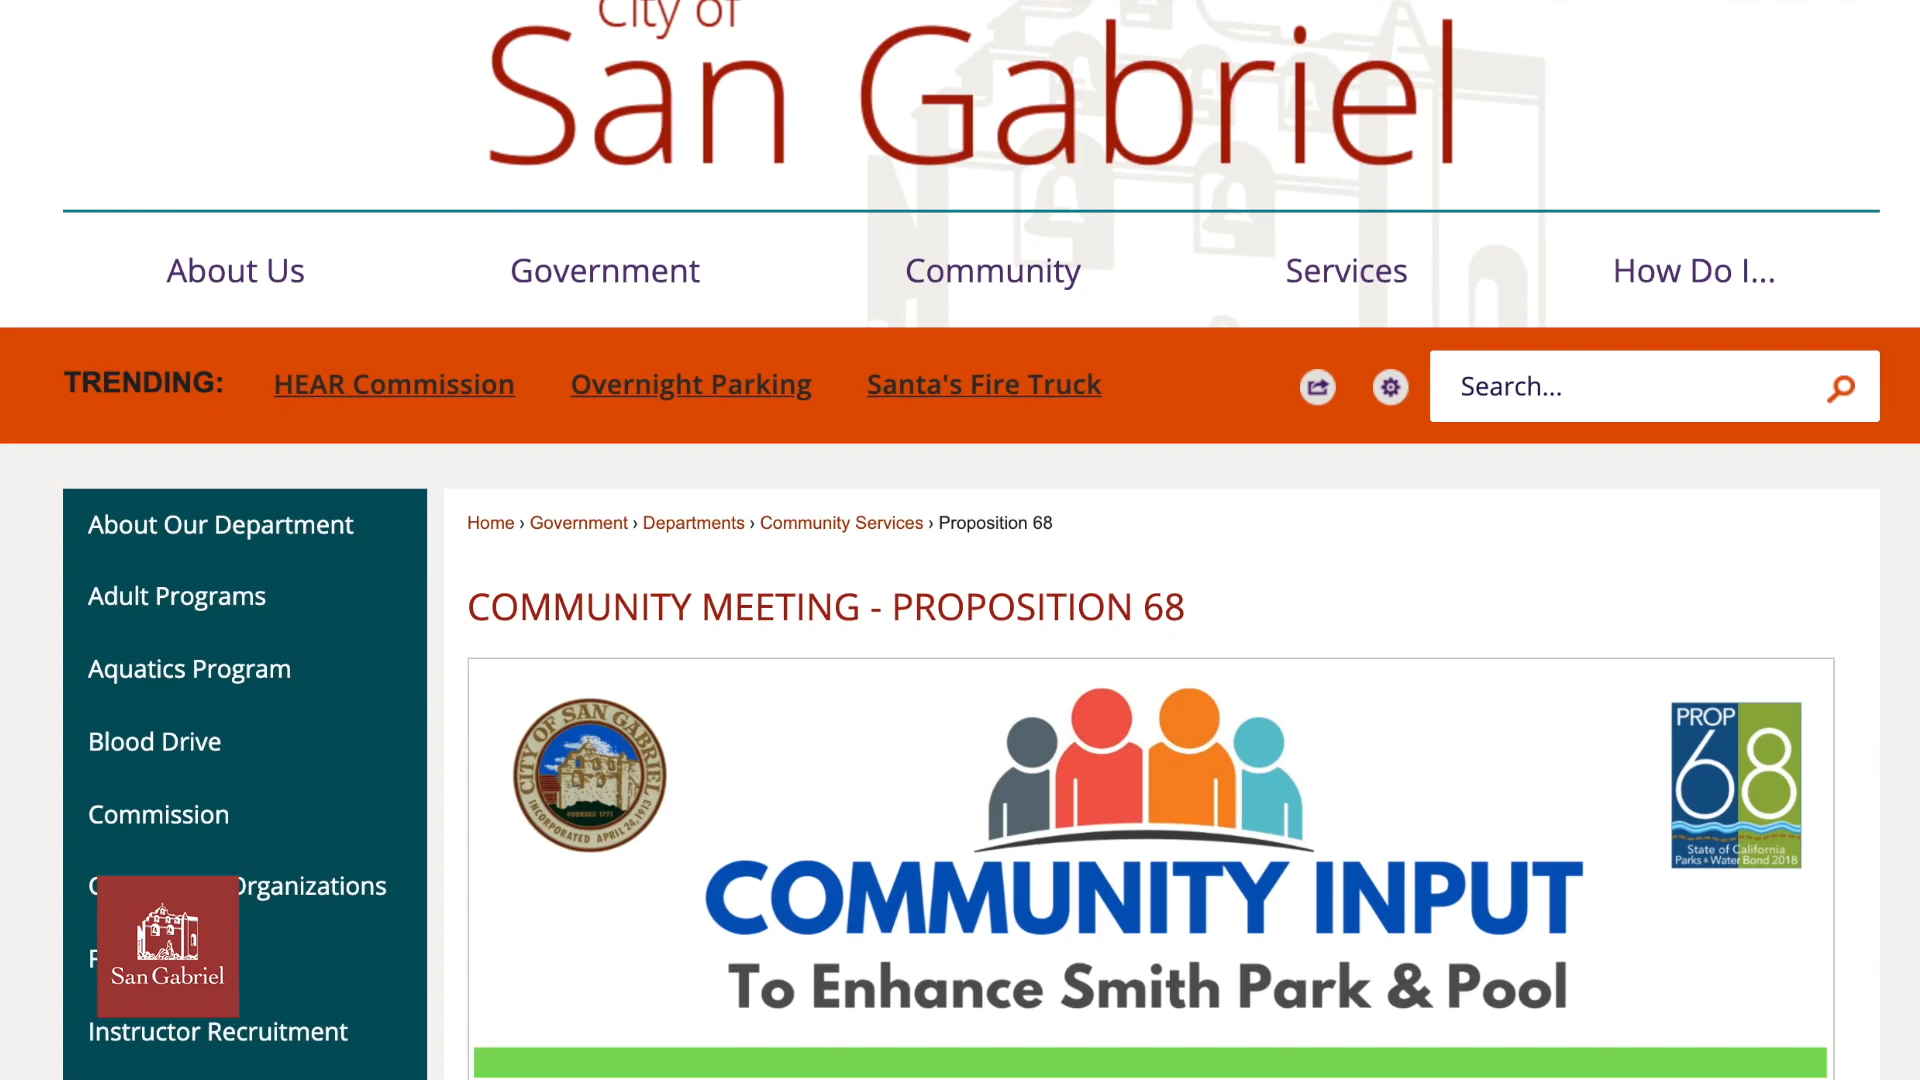 City of
San Gabriel
About Us
Government
Community
Services
How Do I...
TRENDING:
HEAR Commission
Overnight Parking
Santa's Fire Truck
Search...
About Our Department
Adult Programs
Aquatics Program
Blood Drive
Commission
Organizations
San Gabriel
Instructor Recruitment
Home › Government › Departments › Community Services › Proposition 68
COMMUNITY MEETING - PROPOSITION 68
CITY OF SAN GABRIEL
FOUNDED 1771
INCORPORATED APRIL 24, 1913
PROP
68
State of California
Parks & Water Bond 2018
COMMUNITY INPUT
To Enhance Smith Park & Pool